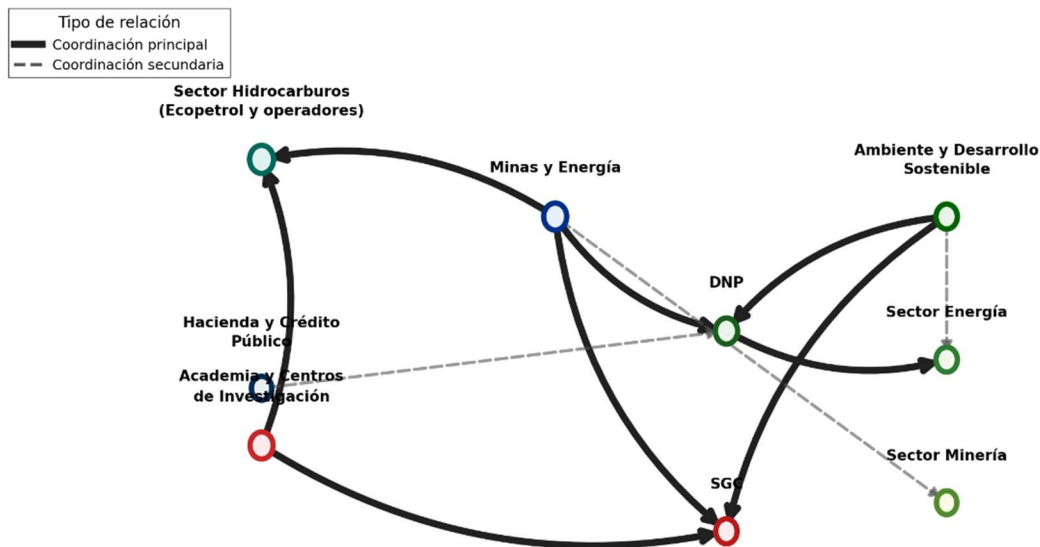 Tipo de relación
Coordinación principal
Coordinación secundaria
Sector Hidrocarburos
(Ecopetrol y operadores)
Minas y Energía
Ambiente y Desarrollo
Sostenible
DNP
Sector Energía
Hacienda y Crédito
Público
Academia y Centros
de Investigación
Sector Minería
SGC